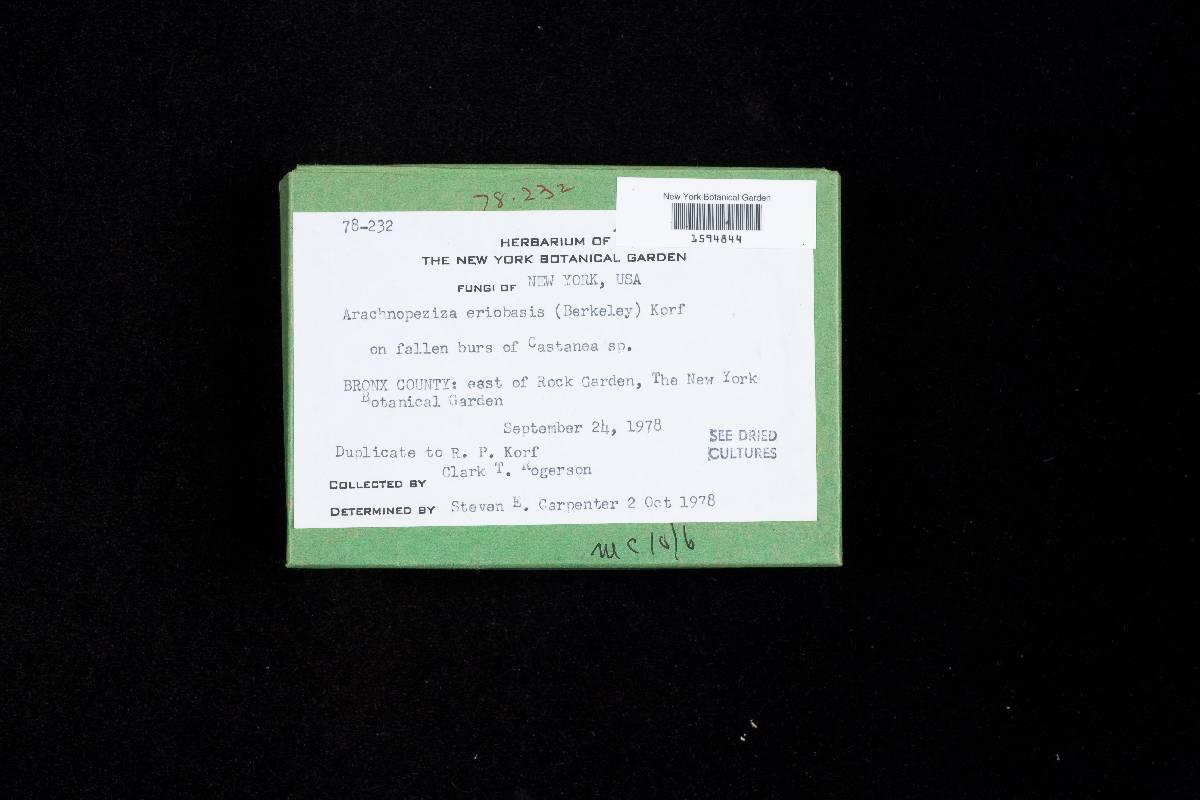 78-232
New York Botanical Garden
1594844
78-232
HERBARIUM OF
THE NEW YORK BOTANICAL GARDEN
FUNGI OF NEW YORK, USA
Arachnopeziza eriobasis (Berkeley) Korf
on fallen burs of Castanea sp.
BRONX COUNTY: east of Rock Garden, The New York
Botanical Garden
September 24, 1978
SEE DRIED
CULTURES
Duplicate to R. P. Korf
COLLECTED BY Clark T. Rogerson
DETERMINED BY Steven E. Carpenter 2 Oct 1978